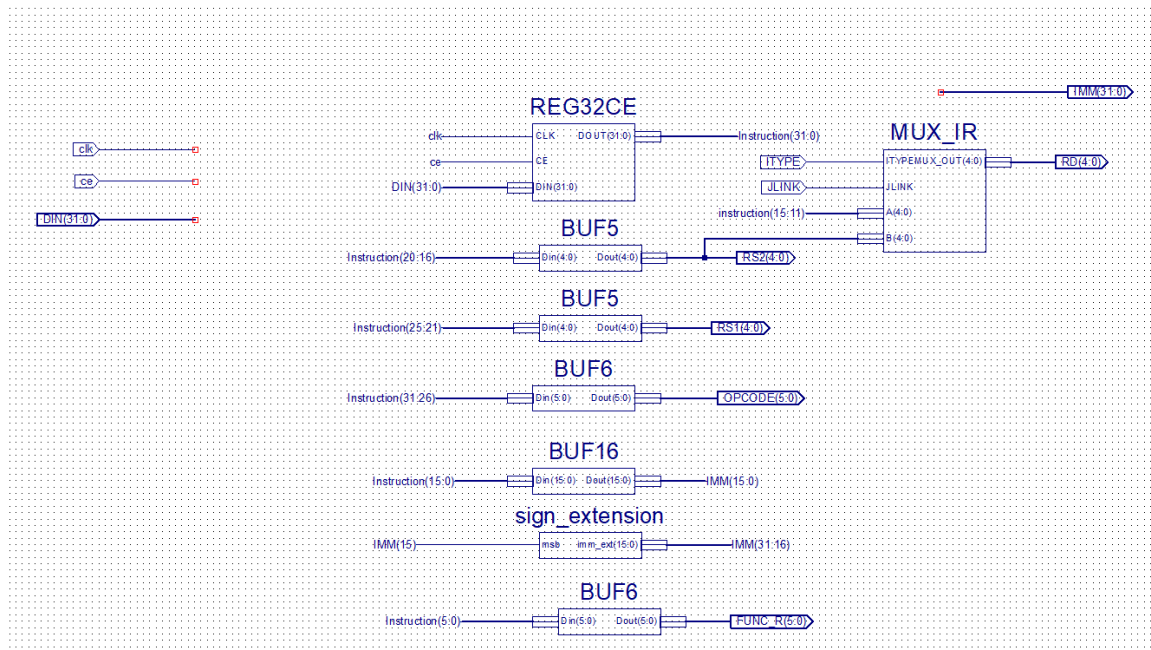 IMM(31:0)
REG32CE
MUX_IR
clk
clk
CLK
DOUT(31:0)
Instruction(31:0)
ce
ce
CE
ITYPE
ITYPE
MUX_OUT(4:0)
RD(4:0)
DIN(31:0)
DIN(31:0)
DIN(31:0)
JLINK
JLINK
instruction(15:11)
A(4:0)
BUF5
B(4:0)
Instruction(20:16)
Din(4:0)
Dout(4:0)
RS2(4:0)
BUF5
Instruction(25:21)
Din(4:0)
Dout(4:0)
RS1(4:0)
BUF6
Instruction(31:26)
Din(5:0)
Dout(5:0)
OPCODE(5:0)
BUF16
Instruction(15:0)
Din(15:0)
Dout(15:0)
IMM(15:0)
sign_extension
IMM(15)
msb
imm_ext(15:0)
IMM(31:16)
BUF6
Instruction(5:0)
Din(5:0)
Dout(5:0)
FUNC_R(5:0)